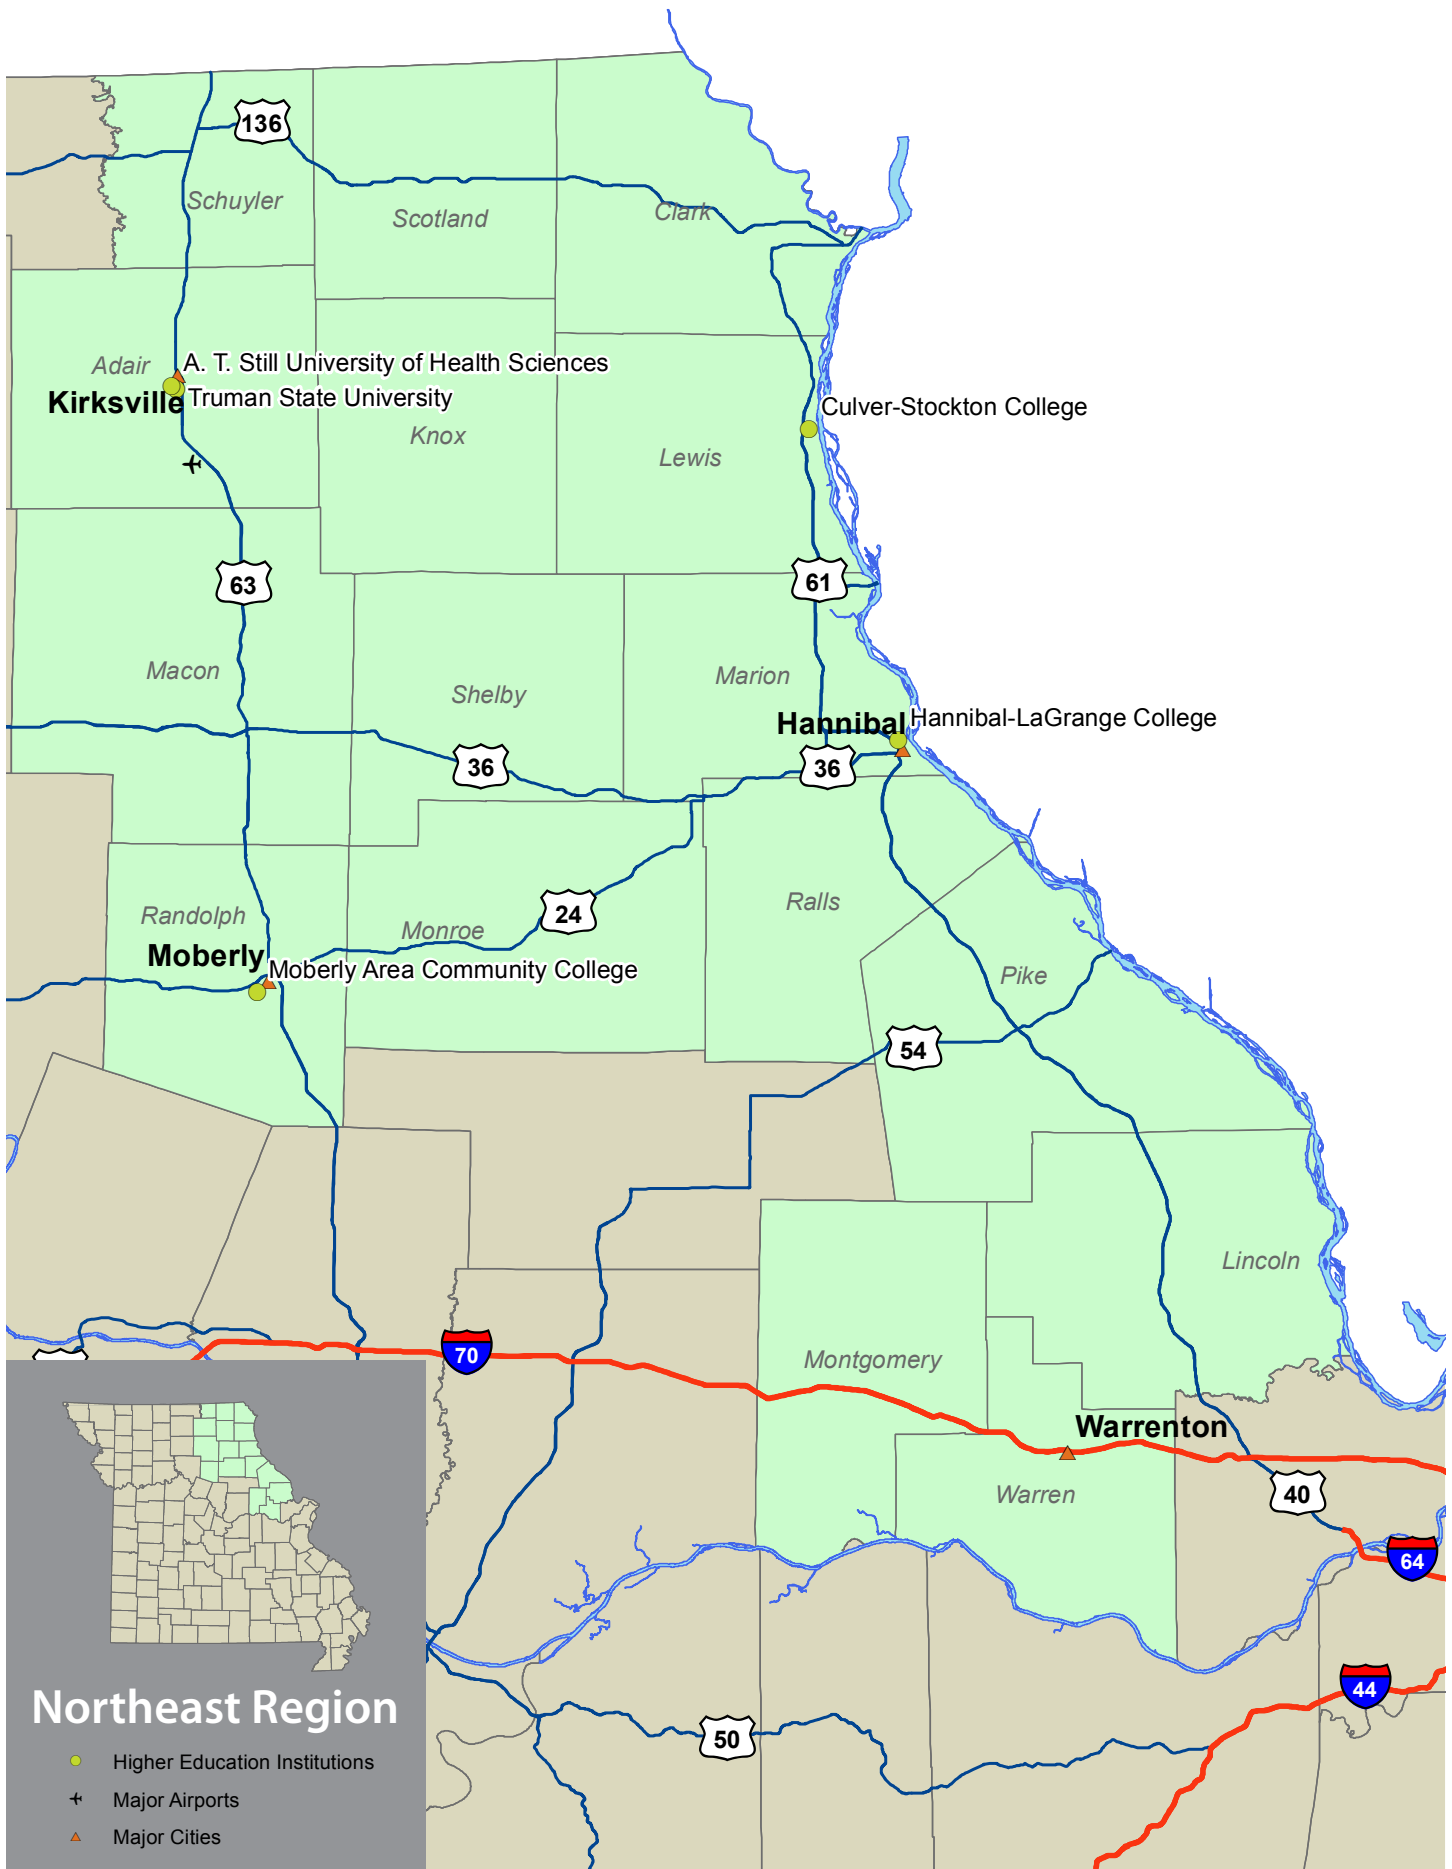 136
Schuyler
Scotland
Clark
Adair
A. T. Still University of Health Sciences
Kirksville
Truman State University
Culver-Stockton College
Knox
Lewis
63
61
Macon
Shelby
Marion
Hannibal
Hannibal-LaGrange College
36
36
Randolph
Monroe
24
Ralls
Moberly
Moberly Area Community College
Pike
54
Lincoln
70
Montgomery
Warrenton
Warren
40
64
44
50
Northeast Region
Higher Education Institutions
Major Airports
Major Cities